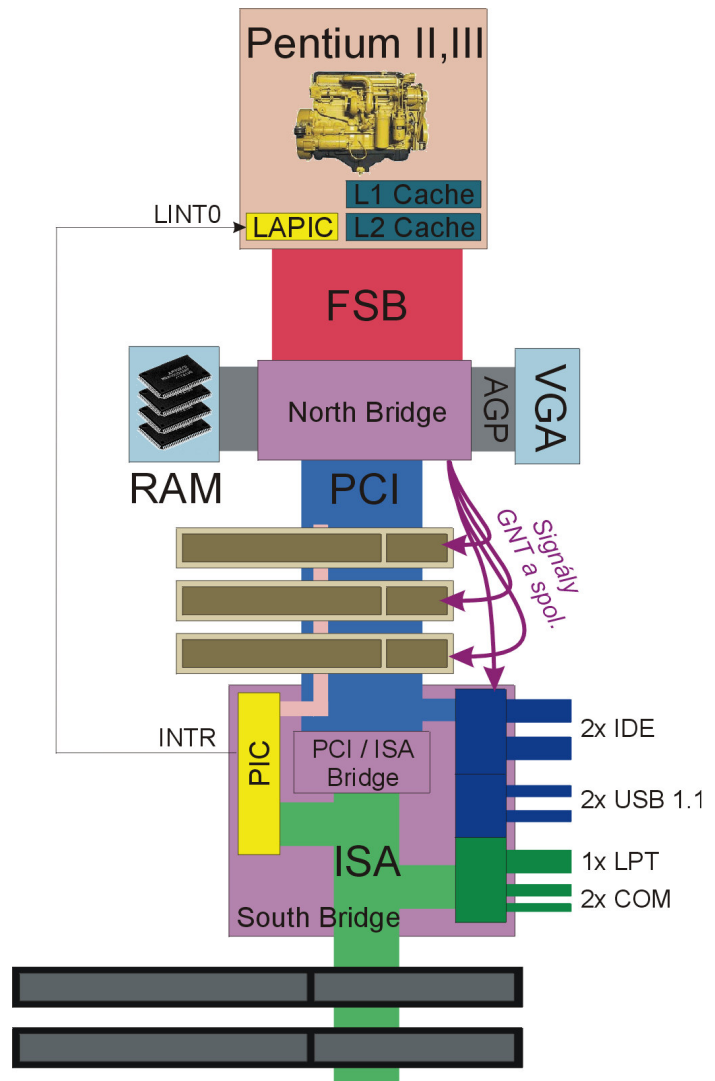 Pentium II,III
L1 Cache
LINT0
LAPIC
L2 Cache
FSB
North Bridge
AGP
VGA
RAM
PCI
Signály
GNT a spol.
INTR
PIC
PCI / ISA
Bridge
2x IDE
2x USB 1.1
ISA
1x LPT
2x COM
South Bridge